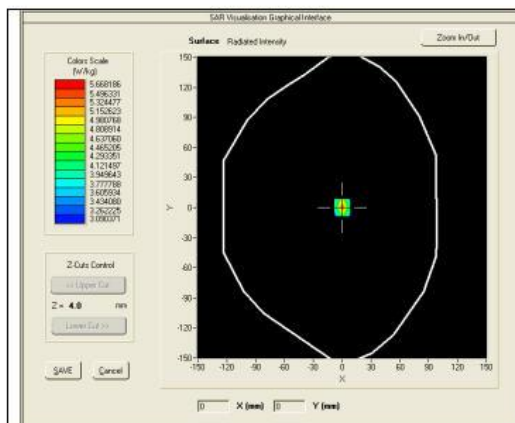 SAR Visualisation Graphical Interface
Surface Radiated Intensity
Zoom In/Out
Colors Scale
(W/kg)
5.668186
5.496331
5.324477
5.152623
4.980768
4.808914
4.637060
4.465205
4.293351
4.121497
3.949643
3.777788
3.605934
3.434080
3.262225
3.090371
Z-Cuts Control
<< Upper Cut
Z = 4.0 mm
Lower Cut >>
SAVE Cancel
150
120
90
60
30
0
-30
-60
-90
-120
-150
Y
-150 -120 -90 -60 -30 0 30 60 90 120 150
X
0 X (mm) 0 Y (mm)